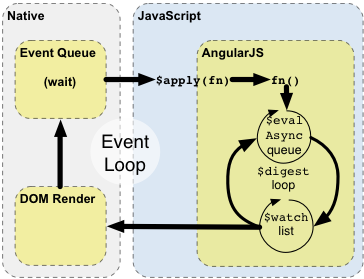 Native
JavaScript
Event Queue
(wait)
AngularJS
$apply(fn)
fn()
Event
Loop
$eval
Async
queue
$digest
loop
DOM Render
$watch
list